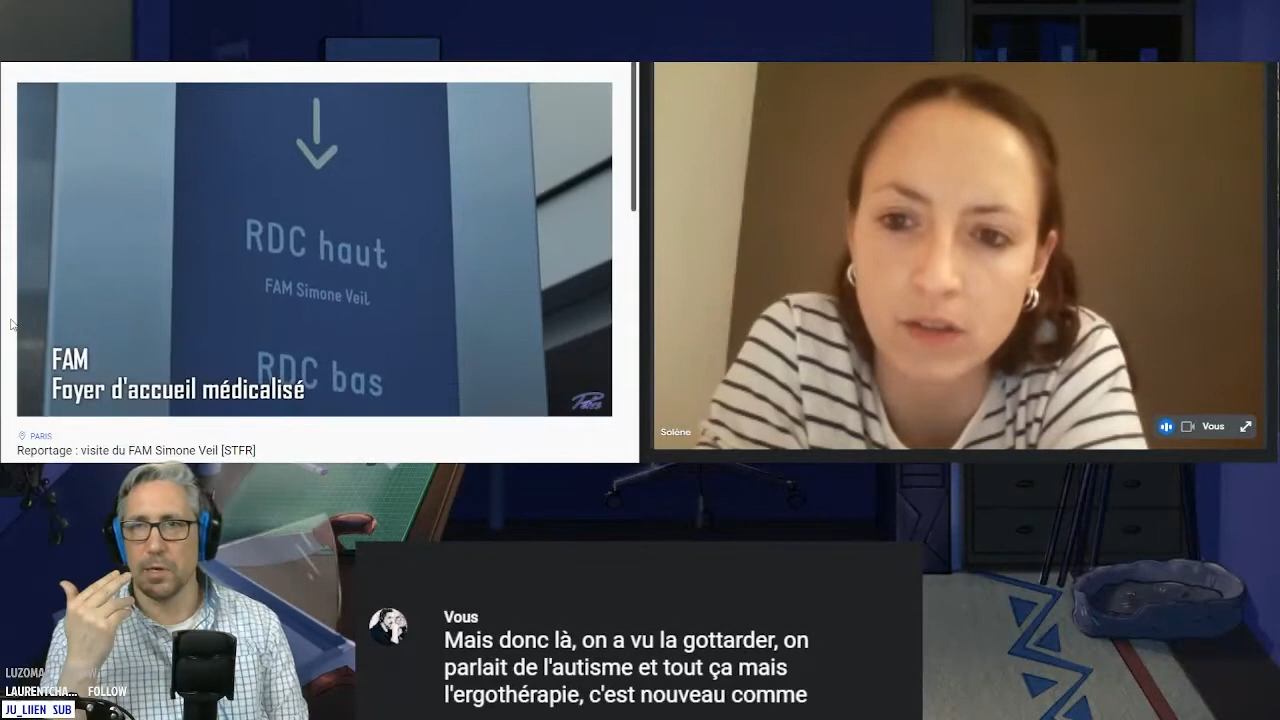 RDC haut
FAM Simone Veil
RDC bas
FAM
Foyer d'accueil médicalisé
PARIS
Reportage : visite du FAM Simone Veil [STFR]
Solène
Vous
Vous
Mais donc là, on a vu la gottarder, on
parlait de l'autisme et tout ça mais
l'ergothérapie, c'est nouveau comme
LAURENTCHA... FOLLOW
JU_LIIEN SUB